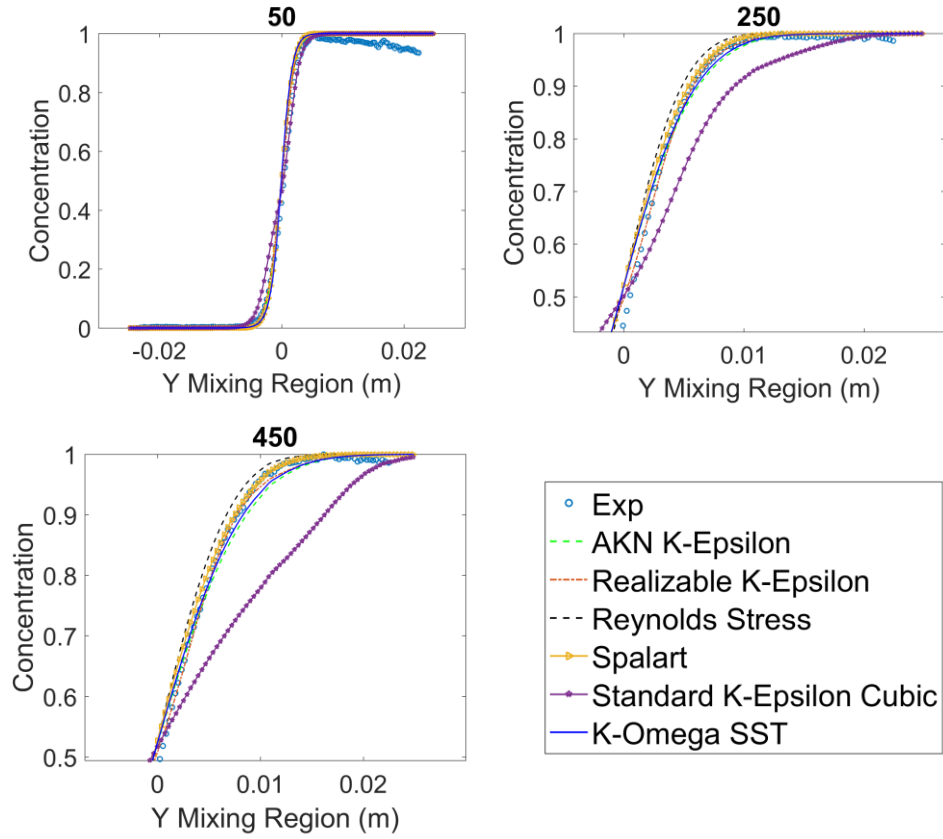 50
1
0.8
0.6
0.4
0.2
0
Concentration
-0.02 0 0.02
Y Mixing Region (m)
250
1
0.9
0.8
0.7
0.6
0.5
Concentration
0 0.01 0.02
Y Mixing Region (m)
450
1
0.9
0.8
0.7
0.6
0.5
Concentration
0 0.01 0.02
Y Mixing Region (m)
Exp
AKN K-Epsilon
Realizable K-Epsilon
Reynolds Stress
Spalart
Standard K-Epsilon Cubic
K-Omega SST